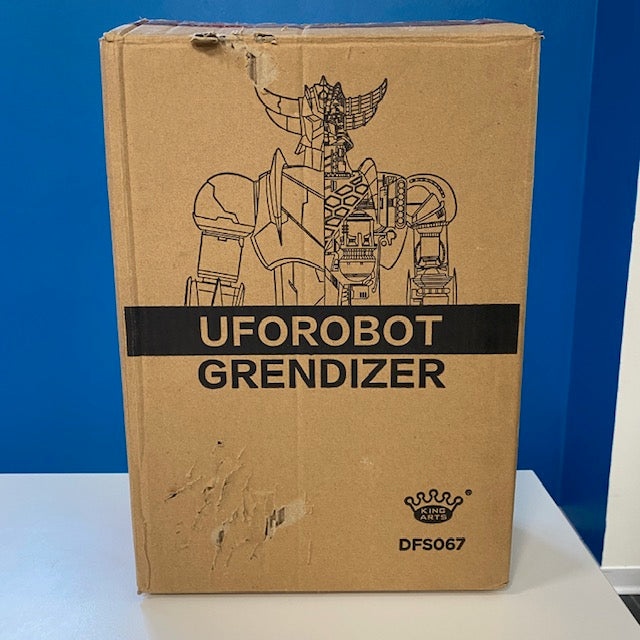 UFOROBOT
GRENDIZER
KING
ARTS
®
DFS067